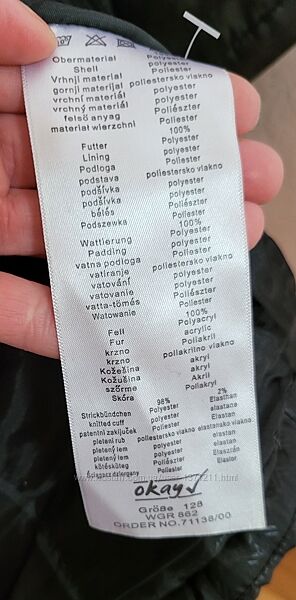 Obermaterial Polyester
Shell polyester
Vrhnji material Poliester
gornji materijal poliestersko vlakno
vrchní materiál polyester
vrchný materiál polyester
felső anyag Poliészter
materiał wierzchni Poliester
100%
Futter Polyester
Lining polyester
Podloga Poliester
podstava poliestersko vlakno
podšívka polyester
podšívka polyester
bélés Poliészter
Podszewka Poliester
100%
Wattierung Polyester
Padding polyester
vatna podloga Poliester
vatiranje poliestersko vlakno
vatování polyester
vatovanie polyester
vatta-tömés Poliészter
Watowanie Poliester
100%
Fell Polyacryl
Fur acrylic
krzno Poliakril
krzno poliakrilno vlakno
Kožešina akryl
Kožušina akryl
szőrme Akril
Skóra Poliakryl
98% 2%
Strickbündchen Polyester Elasthan
knitted cuff polyester elastane
patentni zaključek Poliester Elastan
pleteni rub poliestersko vlakno elastansko vlakno
pletený lem polyester elastan
pletený lem polyester elastan
kötésküteg Poliészter Elasztán
ściągacz dziergany Poliester Elastan
okay
Größe 128
WGR 862
ORDER NO.71138/00